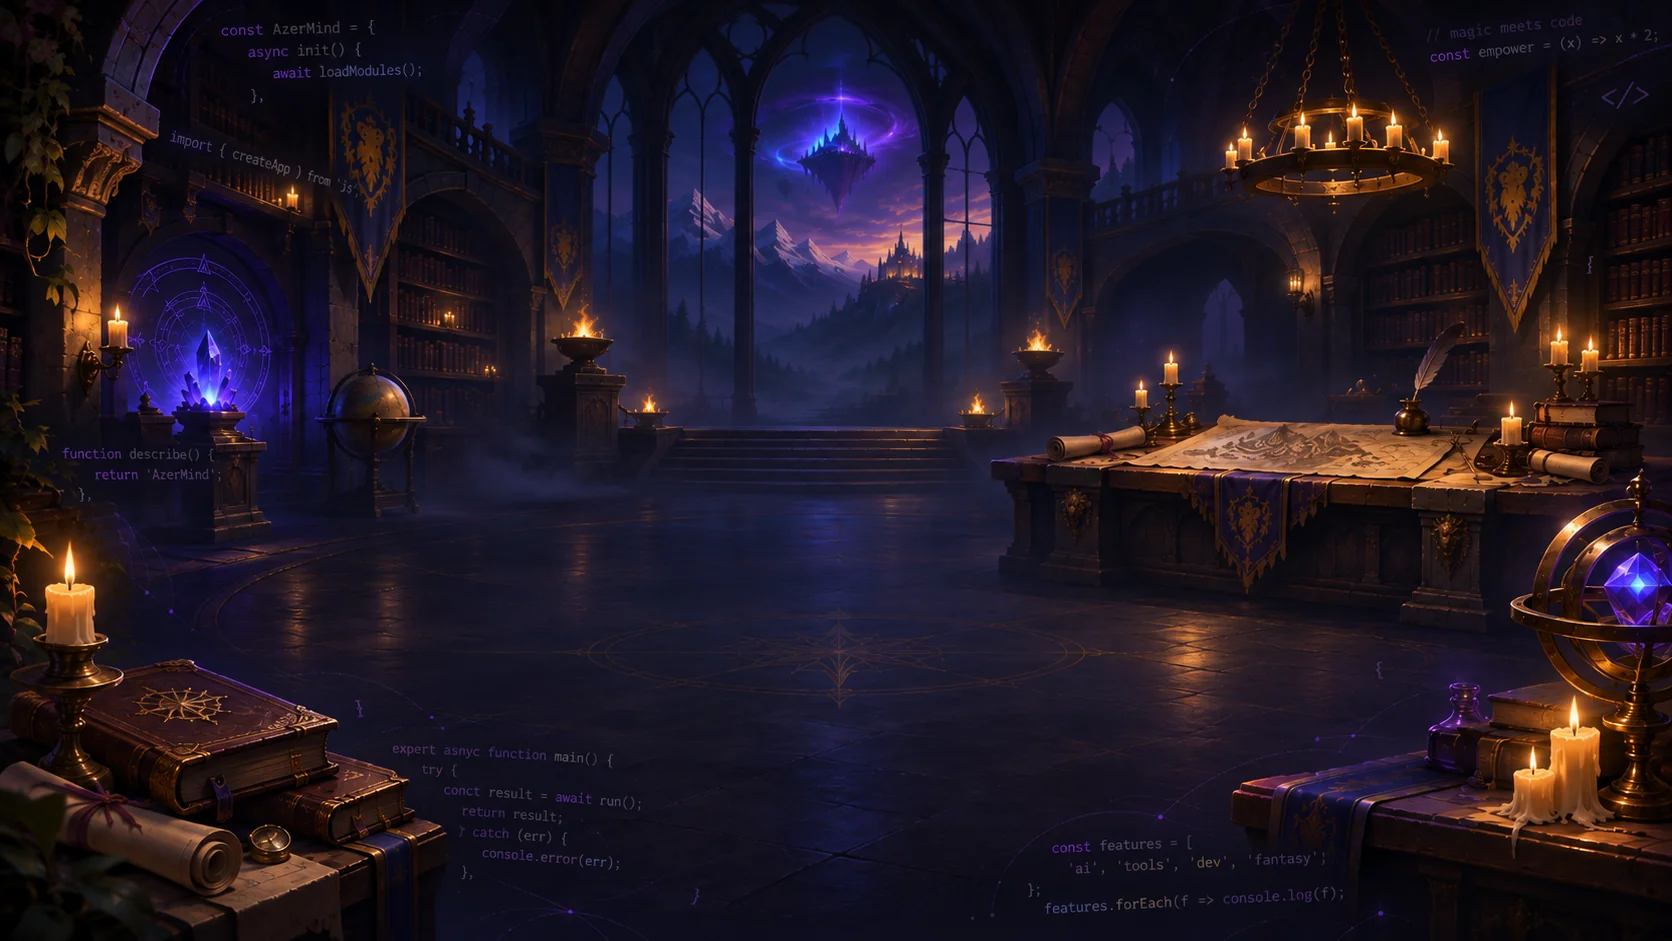 const AzerMind = {
async init() {
await loadModules();
},
import { createApp ) from 'js'
// magic meets code
const empower = (x) => x * 2;
</>
{
function describe() {
return 'AzerMind';
},
}
{
expert asnyc function main() {
try {
conct result = await run();
return result;
} catch (err) {
console.error(err);
},
}
const features = [
'ai', 'tools', 'dev', 'fantasy';
};
features.forEach(f => console.lng(f);